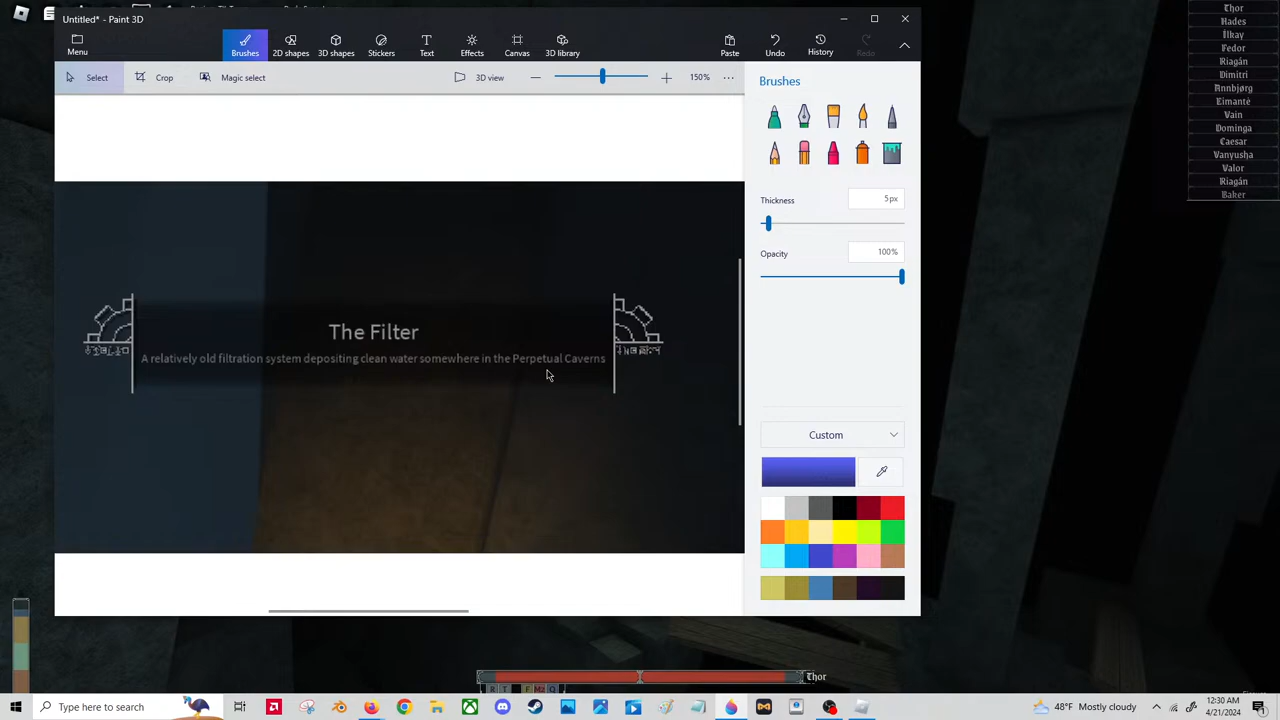 Untitled* - Paint 3D
Menu
Brushes
2D shapes
3D shapes
Stickers
Text
Effects
Canvas
3D library
Paste
Undo
History
Redo
Select
Crop
Magic select
3D view
150%
Brushes
Thickness
5px
Opacity
100%
Custom
The Filter
A relatively old filtration system depositing clean water somewhere in the Perpetual Caverns
Thor
Hades
Îlkay
Fedor
Riagán
Dimitri
Annbjørg
Eimantė
Vain
Dominga
Caesar
Vanyusha
Valor
Riagán
Baker
Thor
Type here to search
48°F Mostly cloudy
12:30 AM
4/21/2024